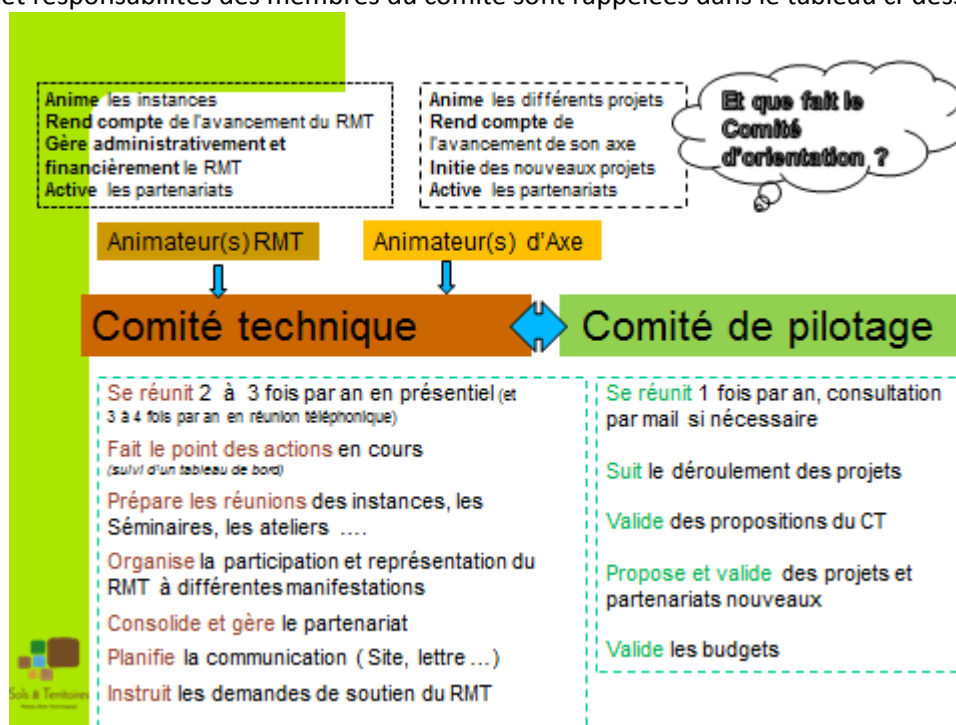 et responsabilités des membres du comité sont rappelées dans le tableau ci-dess
Anime les instances
Rend compte de l'avancement du RMT
Gère administrativement et
financièrement le RMT
Active les partenariats
Anime les différents projets
Rend compte de
l'avancement de son axe
Initie des nouveaux projets
Active les partenariats
Et que fait le
Comité
d'orientation ?
Animateur(s) RMT
Animateur(s) d'Axe
Comité technique
Comité de pilotage
Se réunit 2 à 3 fois par an en présentiel (et
3 à 4 fois par an en réunion téléphonique)
Fait le point des actions en cours
(suivi d'un tableau de bord)
Prépare les réunions des instances, les
Séminaires, les ateliers ….
Organise la participation et représentation du
RMT à différentes manifestations
Consolide et gère le partenariat
Planifie la communication ( Site, lettre …)
Instruit les demandes de soutien du RMT
Se réunit 1 fois par an, consultation
par mail si nécessaire
Suit le déroulement des projets
Valide des propositions du CT
Propose et valide des projets et
partenariats nouveaux
Valide les budgets
Sols & Territoires